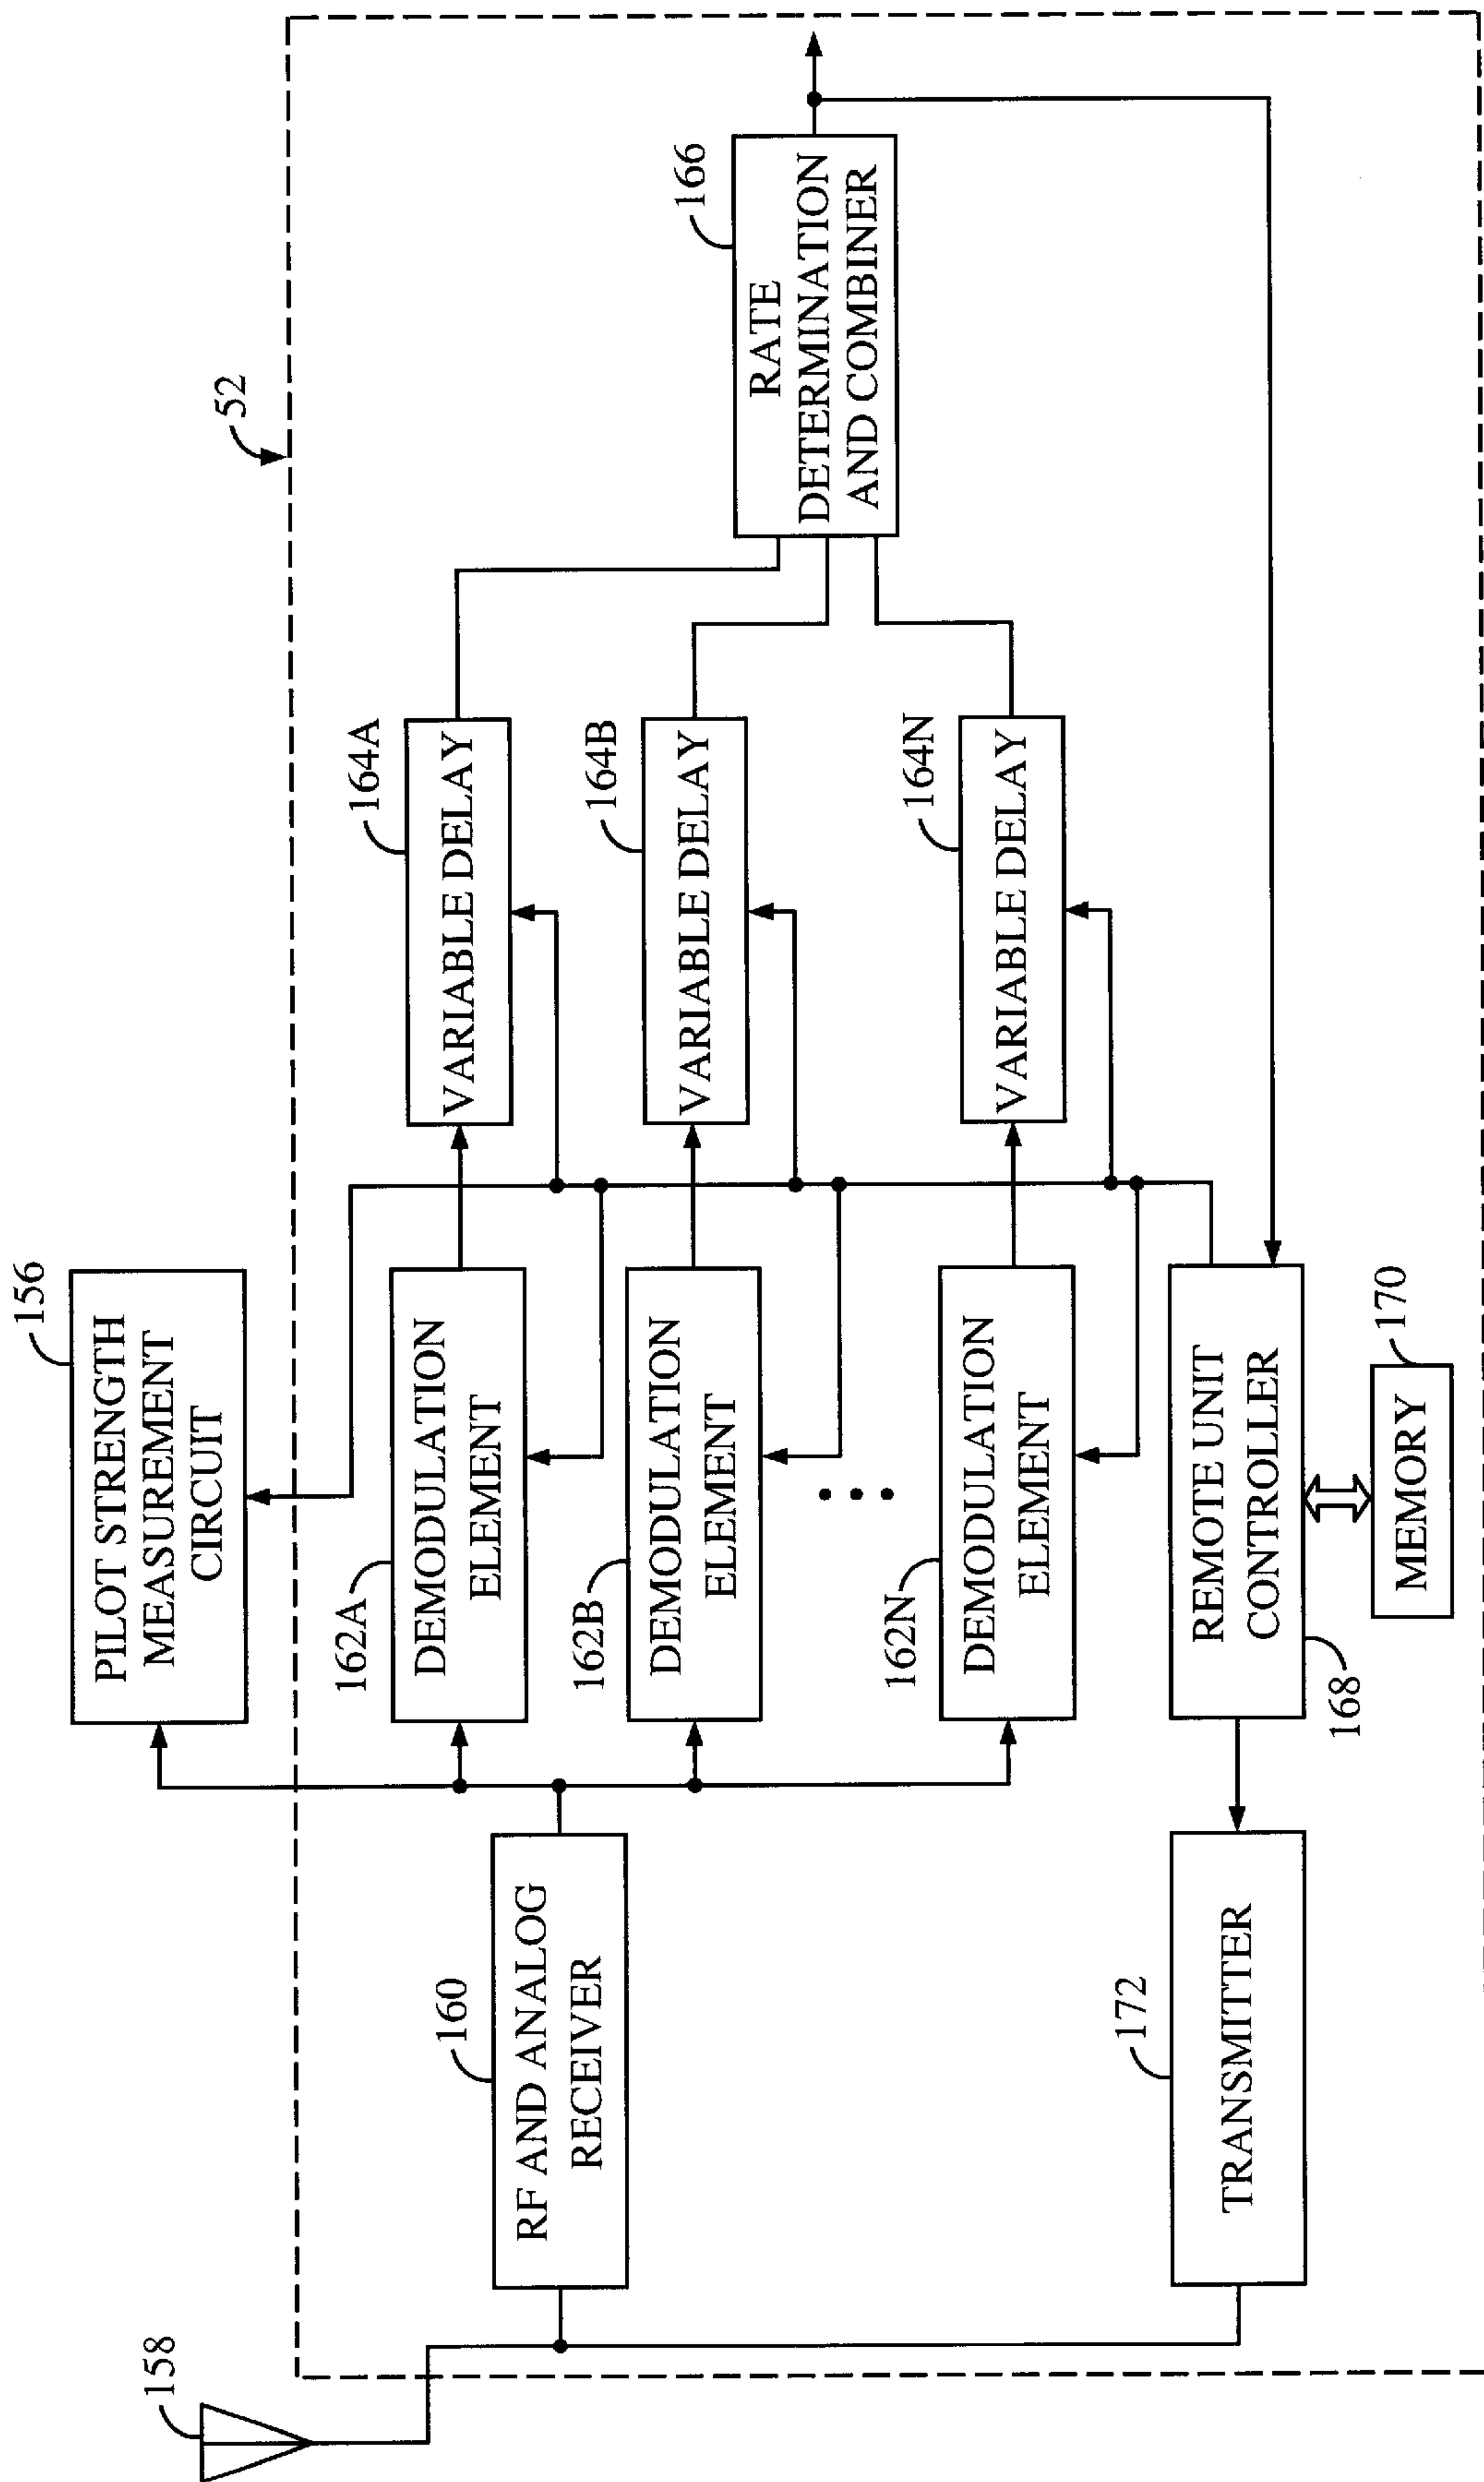 158
156
PILOT STRENGTH
MEASUREMENT
CIRCUIT
52
160
RF AND ANALOG
RECEIVER
162A
DEMODULATION
ELEMENT
164A
VARIABLE DELAY
162B
DEMODULATION
ELEMENT
164B
VARIABLE DELAY
162N
DEMODULATION
ELEMENT
164N
VARIABLE DELAY
166
RATE
DETERMINATION
AND COMBINER
172
TRANSMITTER
168
REMOTE UNIT
CONTROLLER
170
MEMORY